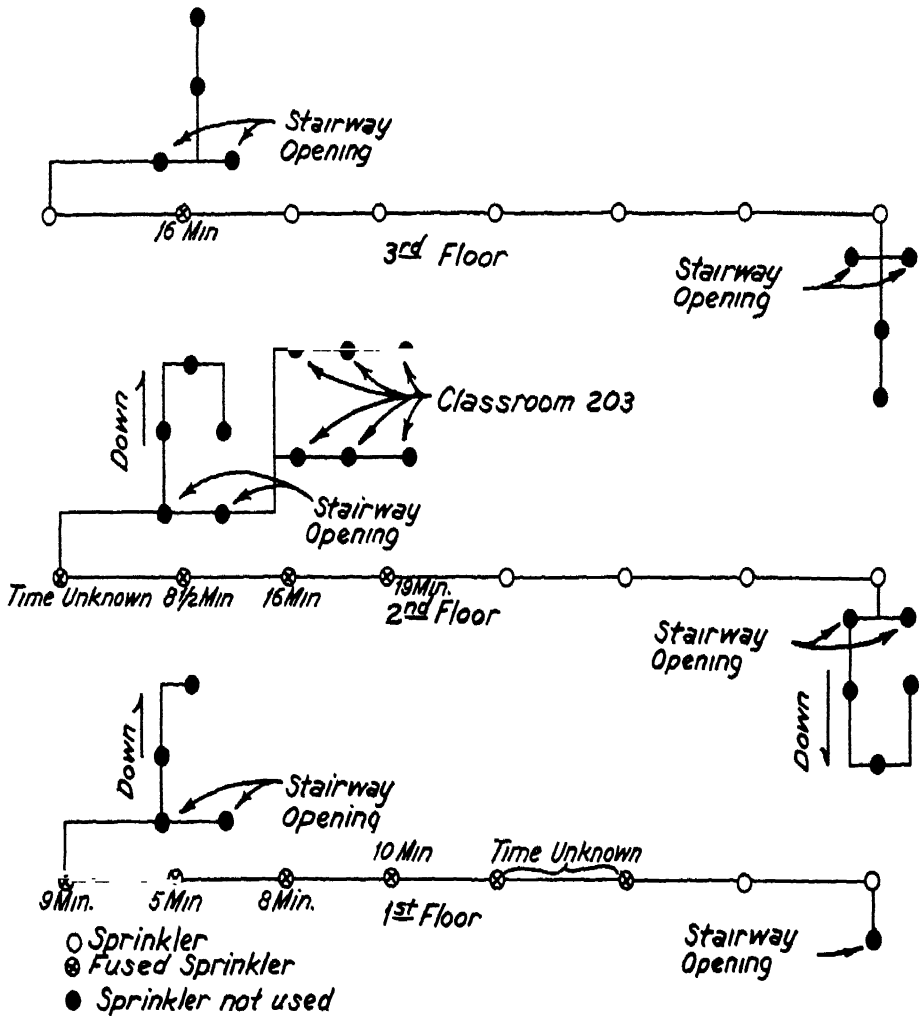 Stairway
Opening
16 Min
3rd Floor
Stairway
Opening
Down
Classroom 203
Stairway
Opening
Time Unknown 8 1/2 Min 16 Min 19 Min.
2nd Floor
Stairway
Opening
Down
Down
Stairway
Opening
10 Min Time Unknown
9 Min. 5 Min 8 Min.
1st Floor
Sprinkler
Fused Sprinkler
Sprinkler not used
Stairway
Opening